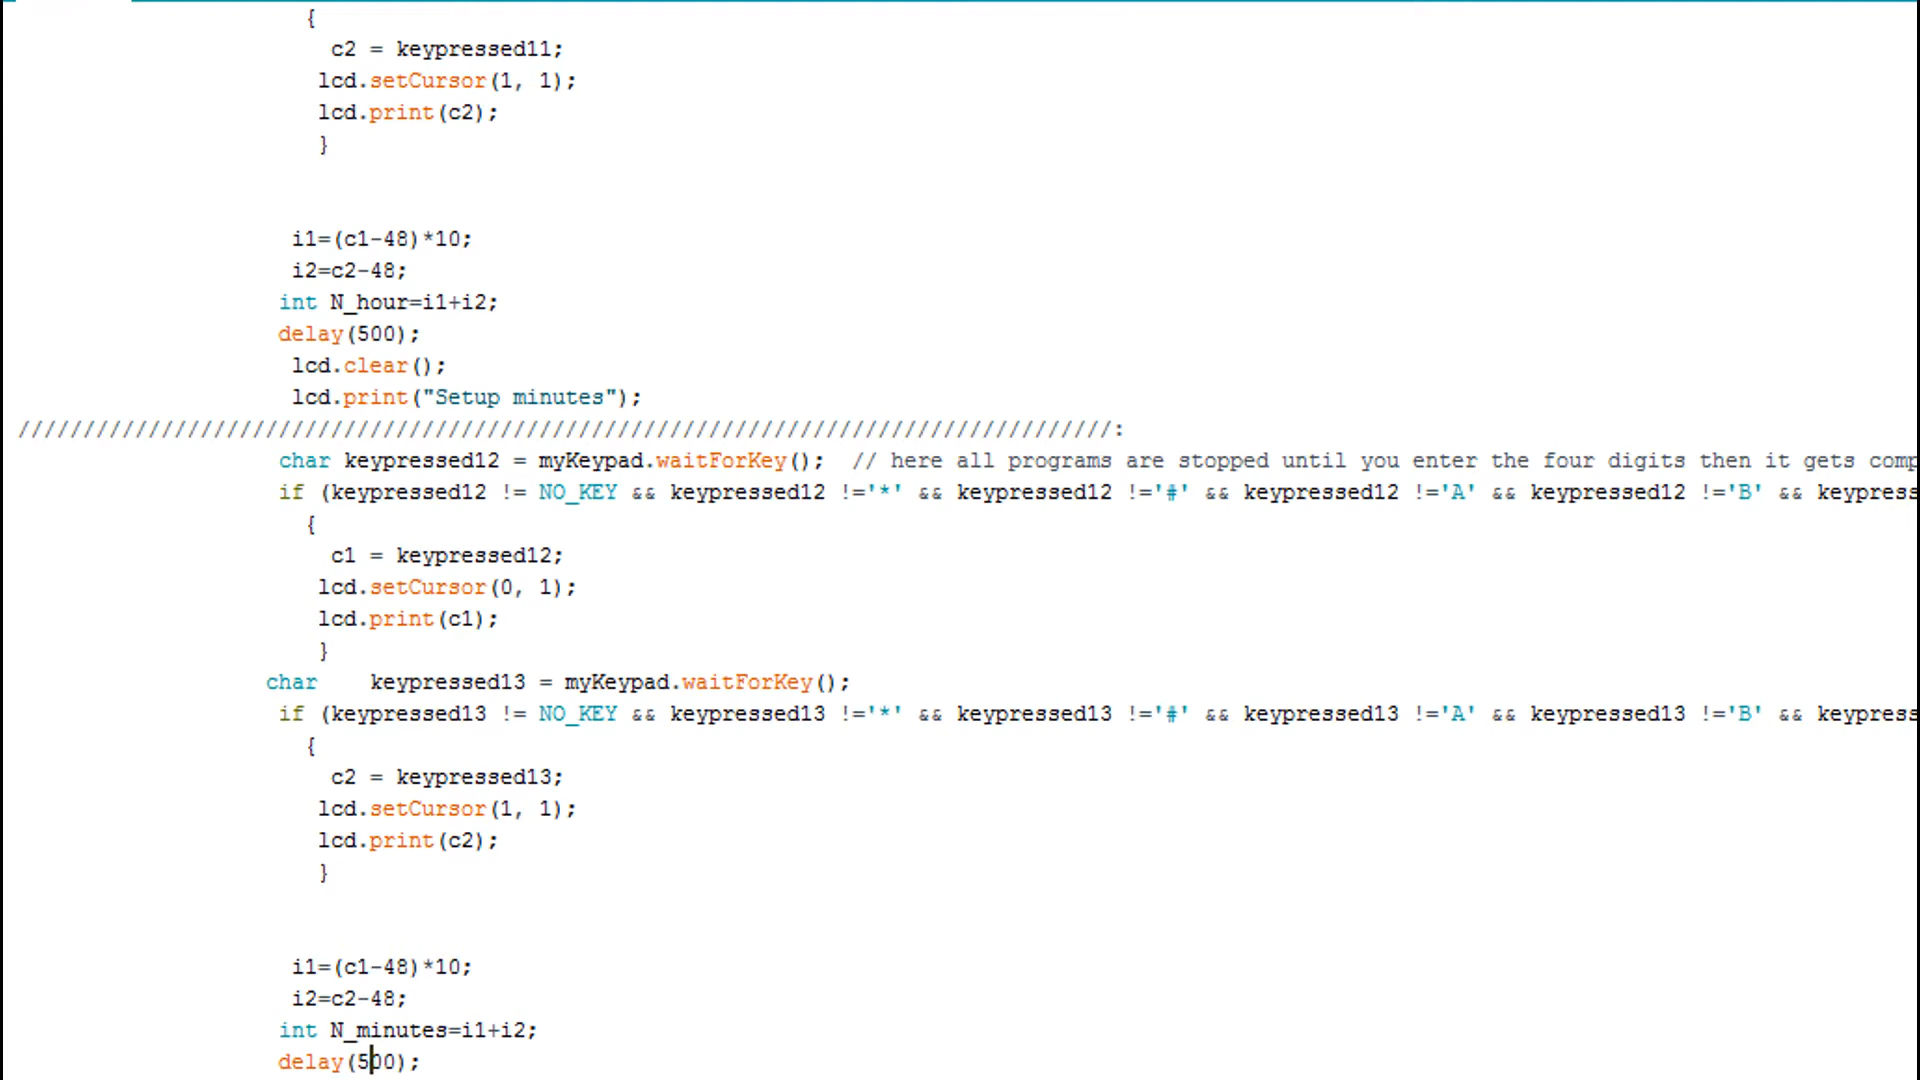 {
c2 = keypressed11;
lcd.setCursor(1, 1);
lcd.print(c2);
}
i1=(c1-48)*10;
i2=c2-48;
int N_hour=i1+i2;
delay(500);
lcd.clear();
lcd.print("Setup minutes");
////////////////////////////////////////////////////////////////////////////////////:
char keypressed12 = myKeypad.waitForKey();  // here all programs are stopped until you enter the four digits then it gets comp
if (keypressed12 != NO_KEY && keypressed12 !='*' && keypressed12 !='#' && keypressed12 !='A' && keypressed12 !='B' && keypress
{
c1 = keypressed12;
lcd.setCursor(0, 1);
lcd.print(c1);
}
char    keypressed13 = myKeypad.waitForKey();
if (keypressed13 != NO_KEY && keypressed13 !='*' && keypressed13 !='#' && keypressed13 !='A' && keypressed13 !='B' && keypress
{
c2 = keypressed13;
lcd.setCursor(1, 1);
lcd.print(c2);
}
i1=(c1-48)*10;
i2=c2-48;
int N_minutes=i1+i2;
delay(500);